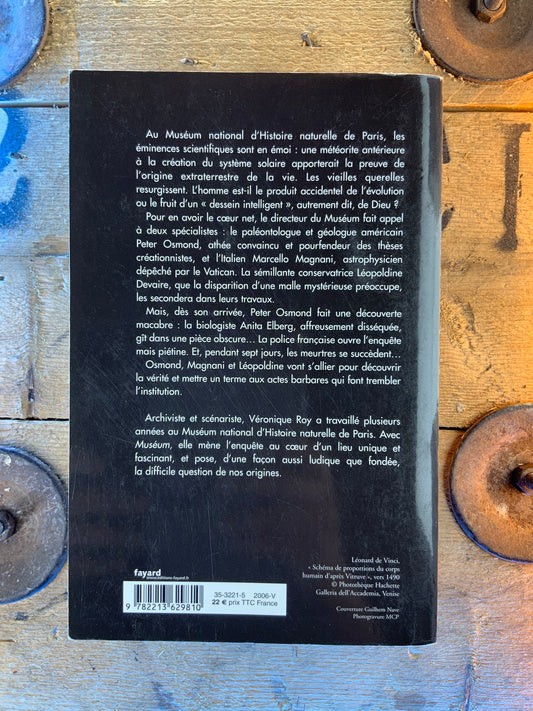 Au Muséum national d'Histoire naturelle de Paris, les
éminences scientifiques sont en émoi : une météorite antérieure
à la création du système solaire apporterait la preuve de
l'origine extraterrestre de la vie. Les vieilles querelles
resurgissent. L'homme est-il le produit accidentel de l'évolution
ou le fruit d'un « dessein intelligent », autrement dit, de Dieu ?
Pour en avoir le cœur net, le directeur du Muséum fait appel
à deux spécialistes : le paléontologue et géologue américain
Peter Osmond, athée convaincu et pourfendeur des thèses
créationnistes, et l'Italien Marcello Magnani, astrophysicien
dépêché par le Vatican. La sémillante conservatrice Léopoldine
Devaire, que la disparition d'une malle mystérieuse préoccupe,
les secondera dans leurs travaux.
Mais, dès son arrivée, Peter Osmond fait une découverte
macabre : la biologiste Anita Elberg, affreusement disséquée,
gît dans une pièce obscure... La police française ouvre l'enquête
mais piétine. Et, pendant sept jours, les meurtres se succèdent...
Osmond, Magnani et Léopoldine vont s'allier pour découvrir
la vérité et mettre un terme aux actes barbares qui font trembler
l'institution.
Archiviste et scénariste, Véronique Roy a travaillé plusieurs
années au Muséum national d'Histoire naturelle de Paris. Avec
Muséum, elle mène l'enquête au cœur d'un lieu unique et
fascinant, et pose, d'une façon aussi ludique que fondée,
la difficile question de nos origines.
Léonard de Vinci,
« Schéma de proportions du corps
humain d'après Vitruve », vers 1490
© Photothèque Hachette
Galleria dell'Accademia, Venise
Couverture Guilhem Nave
Photogravure MCP
fayard
www.editions-fayard.fr
35-3221-5 2006-V
22 € prix TTC France
9 782213 629810